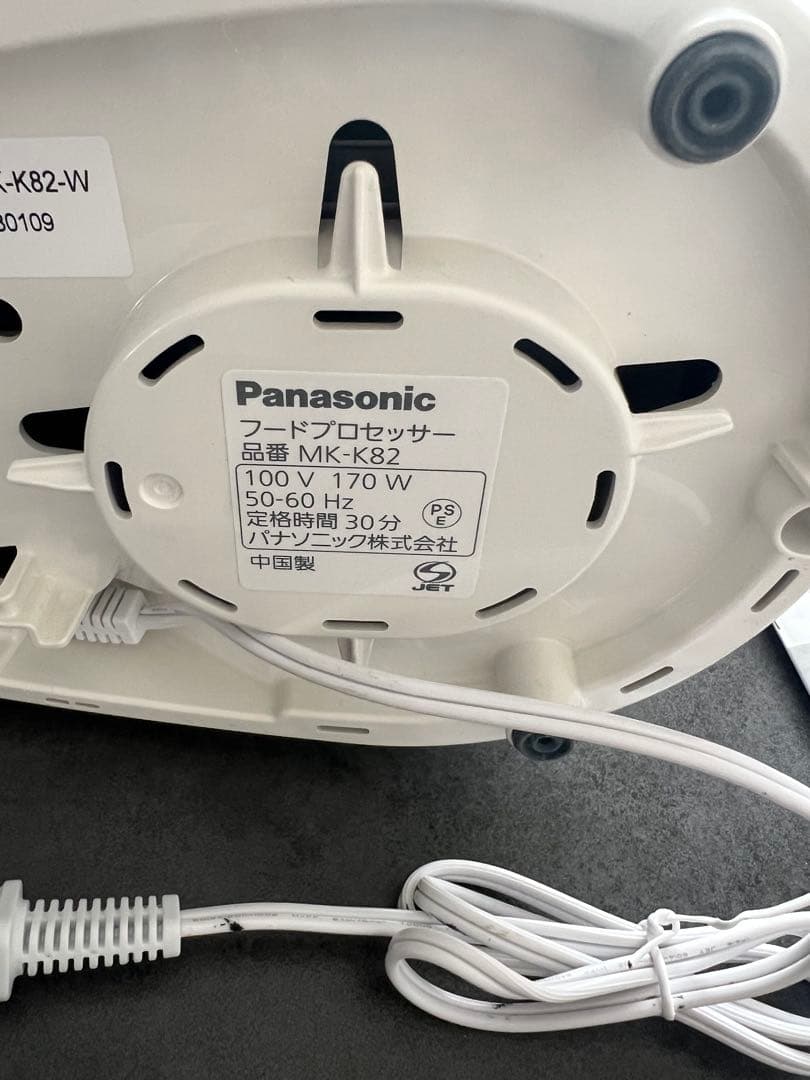 -K82-W
30109
Panasonic
フードプロセッサー
品番 MK-K82
100 V 170 W
50-60 Hz
定格時間 30分
PS
E
パナソニック株式会社
中国製
JET